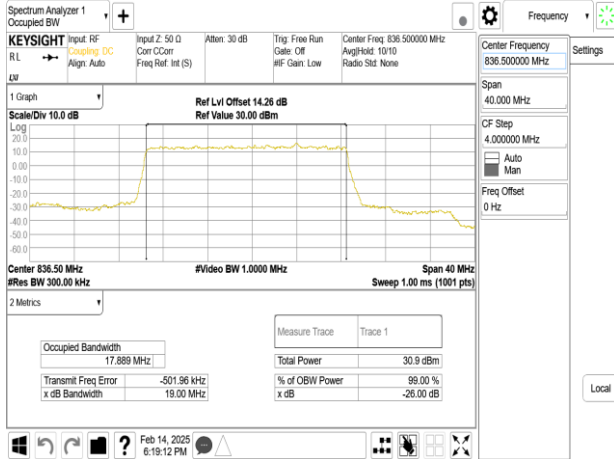 Spectrum Analyzer 1
Occupied BW
+
Frequency
KEYSIGHT
RL
Input: RF
Coupling: DC
Align: Auto
Input Z: 50 Ω
Corr CCorr
Freq Ref: Int (S)
Atten: 30 dB
Trig: Free Run
Gate: Off
#IF Gain: Low
Center Freq: 836.500000 MHz
Avg|Hold: 10/10
Radio Std: None
Center Frequency
836.500000 MHz
Settings
Span
40.000 MHz
CF Step
4.000000 MHz
Auto
Man
Freq Offset
0 Hz
Local
1 Graph
Scale/Div 10.0 dB
Ref Lvl Offset 14.26 dB
Ref Value 30.00 dBm
Log
20.0
10.0
0.00
-10.0
-20.0
-30.0
-40.0
-50.0
-60.0
Center 836.50 MHz
#Video BW 1.0000 MHz
Span 40 MHz
#Res BW 300.00 kHz
Sweep 1.00 ms (1001 pts)
2 Metrics
Measure Trace Trace 1
Occupied Bandwidth
17.889 MHz
Total Power 30.9 dBm
Transmit Freq Error -501.96 kHz
% of OBW Power 99.00 %
x dB Bandwidth 19.00 MHz
x dB -26.00 dB
?
Feb 14, 2025
6:19:12 PM